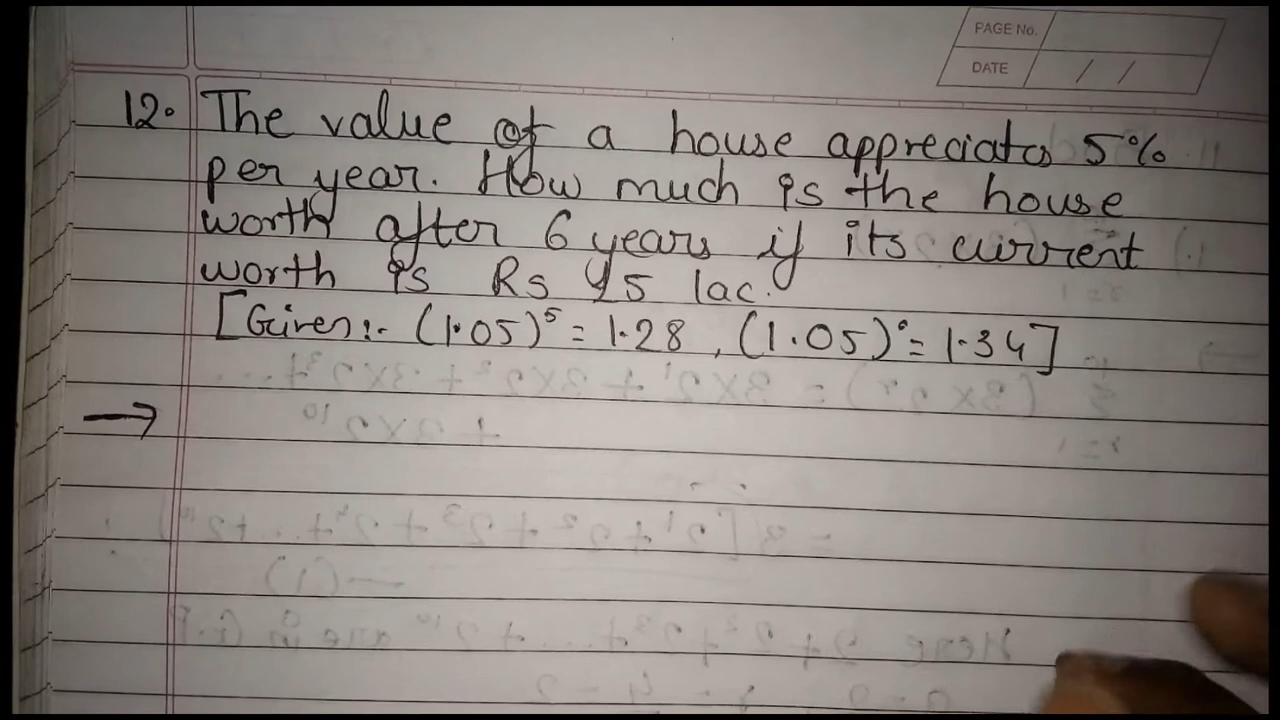 PAGE No.
DATE / /
12. The value of a house appreciates 5%
per year. How much is the house
worth after 6 years if its current
worth is Rs 15 lac.
[Given:- (1.05)⁵ = 1.28, (1.05)⁶ = 1.34]
→